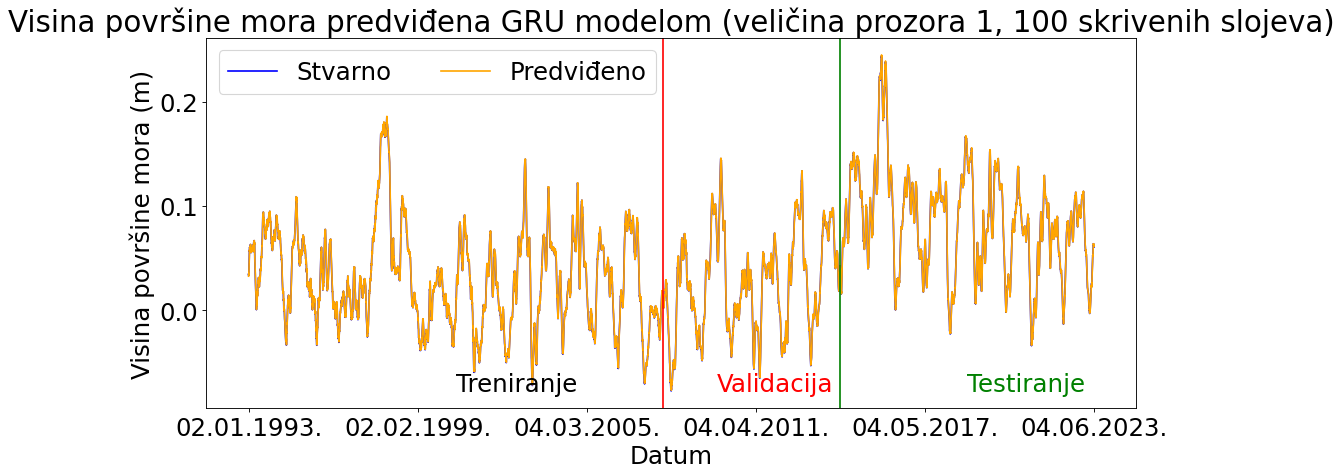 Visina površine mora predviđena GRU modelom (veličina prozora 1, 100 skrivenih slojeva)
Stvarno Predviđeno
Visina površine mora (m)
0.2
0.1
0.0
Treniranje Validacija Testiranje
02.01.1993. 02.02.1999. 04.03.2005. 04.04.2011. 04.05.2017. 04.06.2023.
Datum